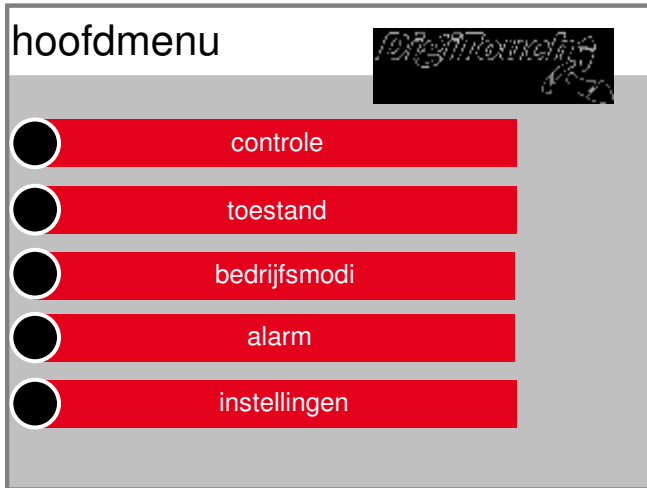 hoofdmenu
DigiTouch
controle
toestand
bedrijfsmodi
alarm
instellingen